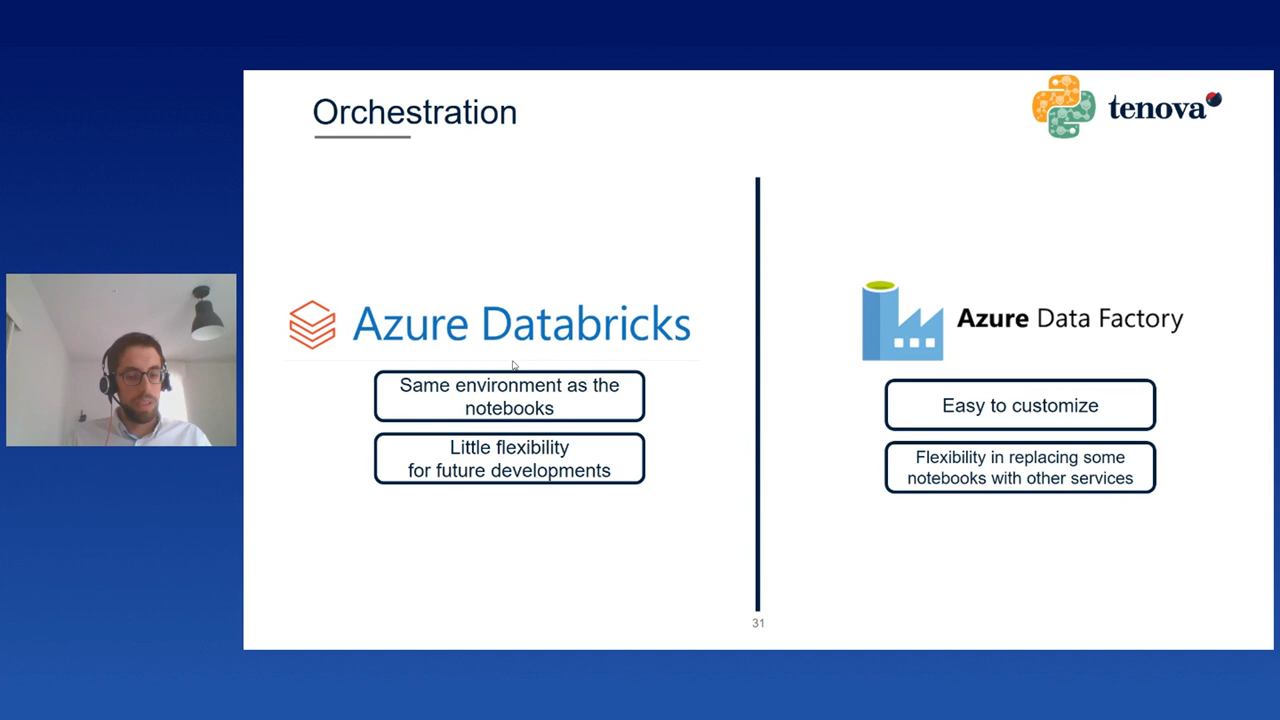 Orchestration
tenova
Azure Databricks
Same environment as the
notebooks
Little flexibility
for future developments
Azure Data Factory
Easy to customize
Flexibility in replacing some
notebooks with other services
31